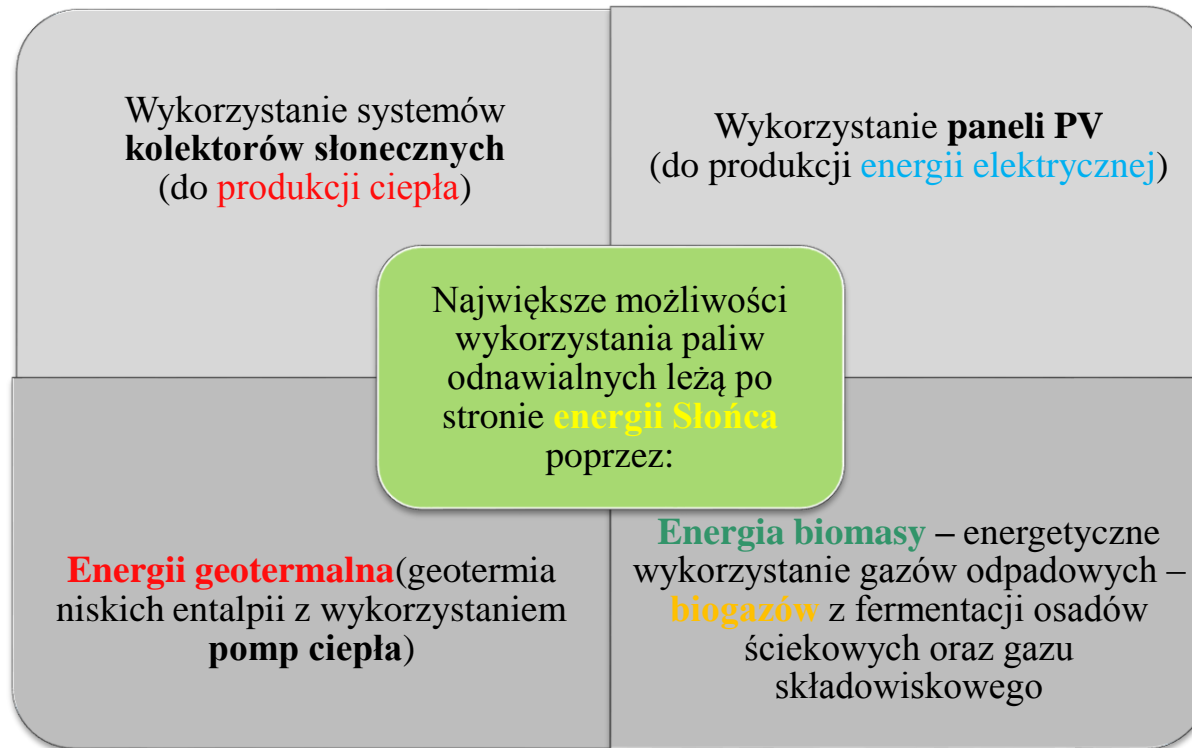 Wykorzystanie systemów
kolektorów słonecznych
(do produkcji ciepła)
Wykorzystanie paneli PV
(do produkcji energii elektrycznej)
Największe możliwości
wykorzystania paliw
odnawialnych leżą po
stronie energii Słońca
poprzez:
Energii geotermalna(geotermia
niskich entalpii z wykorzystaniem
pomp ciepła)
Energia biomasy – energetyczne
wykorzystanie gazów odpadowych –
biogazów z fermentacji osadów
ściekowych oraz gazu
składowiskowego